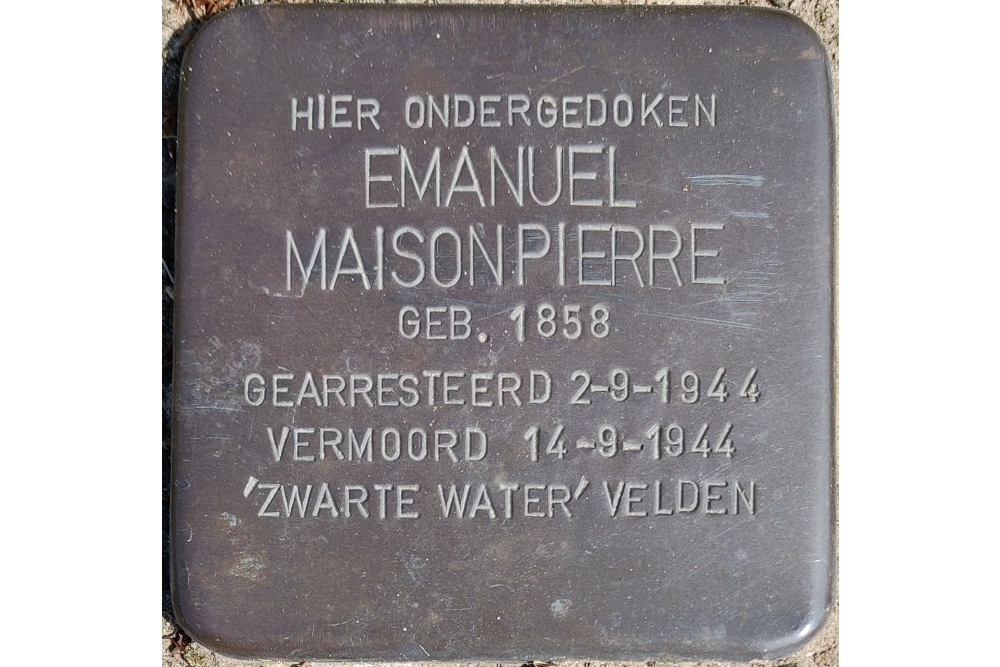 HIER ONDERGEDOKEN
EMANUEL
MAISONPIERRE
GEB. 1858
GEARRESTEERD 2-9-1944
VERMOORD 14-9-1944
'ZWARTE WATER' VELDEN